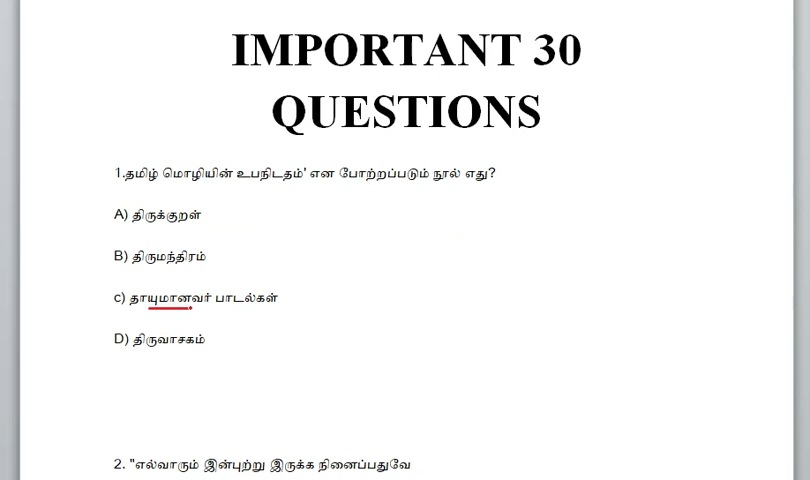 IMPORTANT 30
QUESTIONS
1.தமிழ் மொழியின் உபநிடதம்' என போற்றப்படும் நூல் எது?
A) திருக்குறள்
B) திருமந்திரம்
c) தாயுமானவர் பாடல்கள்
D) திருவாசகம்
2. "எல்வாரும் இன்புற்று இருக்க நினைப்பதுவே